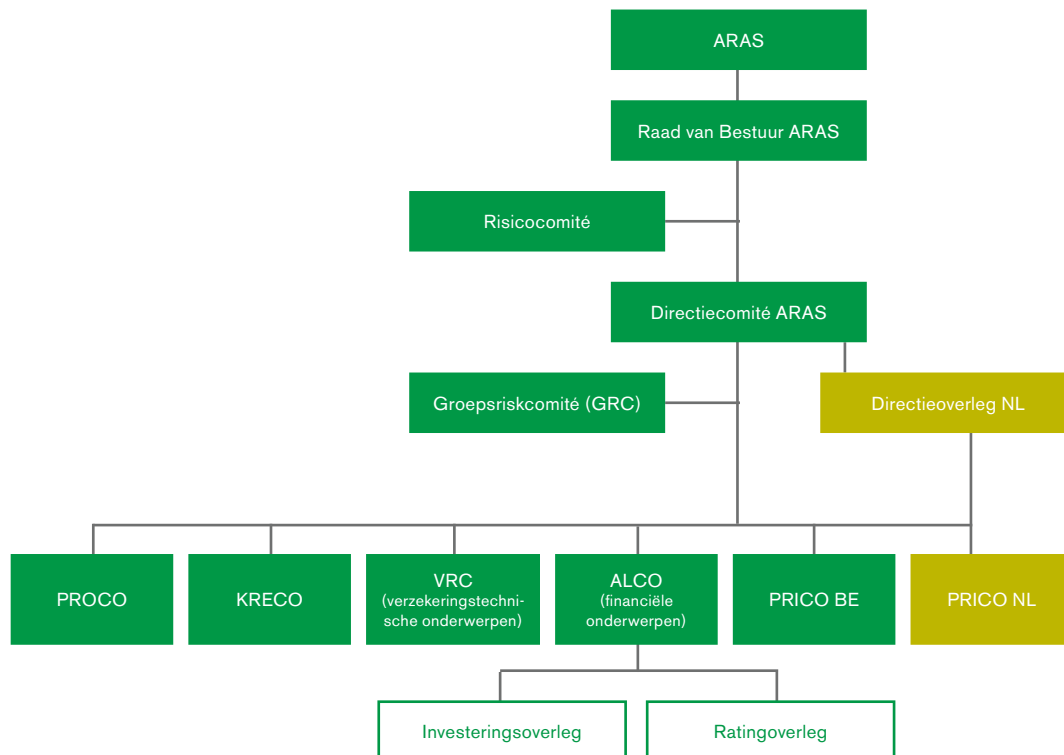 ARAS
Raad van Bestuur ARAS
Risicocomité
Directiecomité ARAS
Groepsriskcomité (GRC)
Directieoverleg NL
PROCO
KRECO
VRC
(verzekeringstechni-
sche onderwerpen)
ALCO
(financiële
onderwerpen)
PRICO BE
PRICO NL
Investeringsoverleg
Ratingoverleg